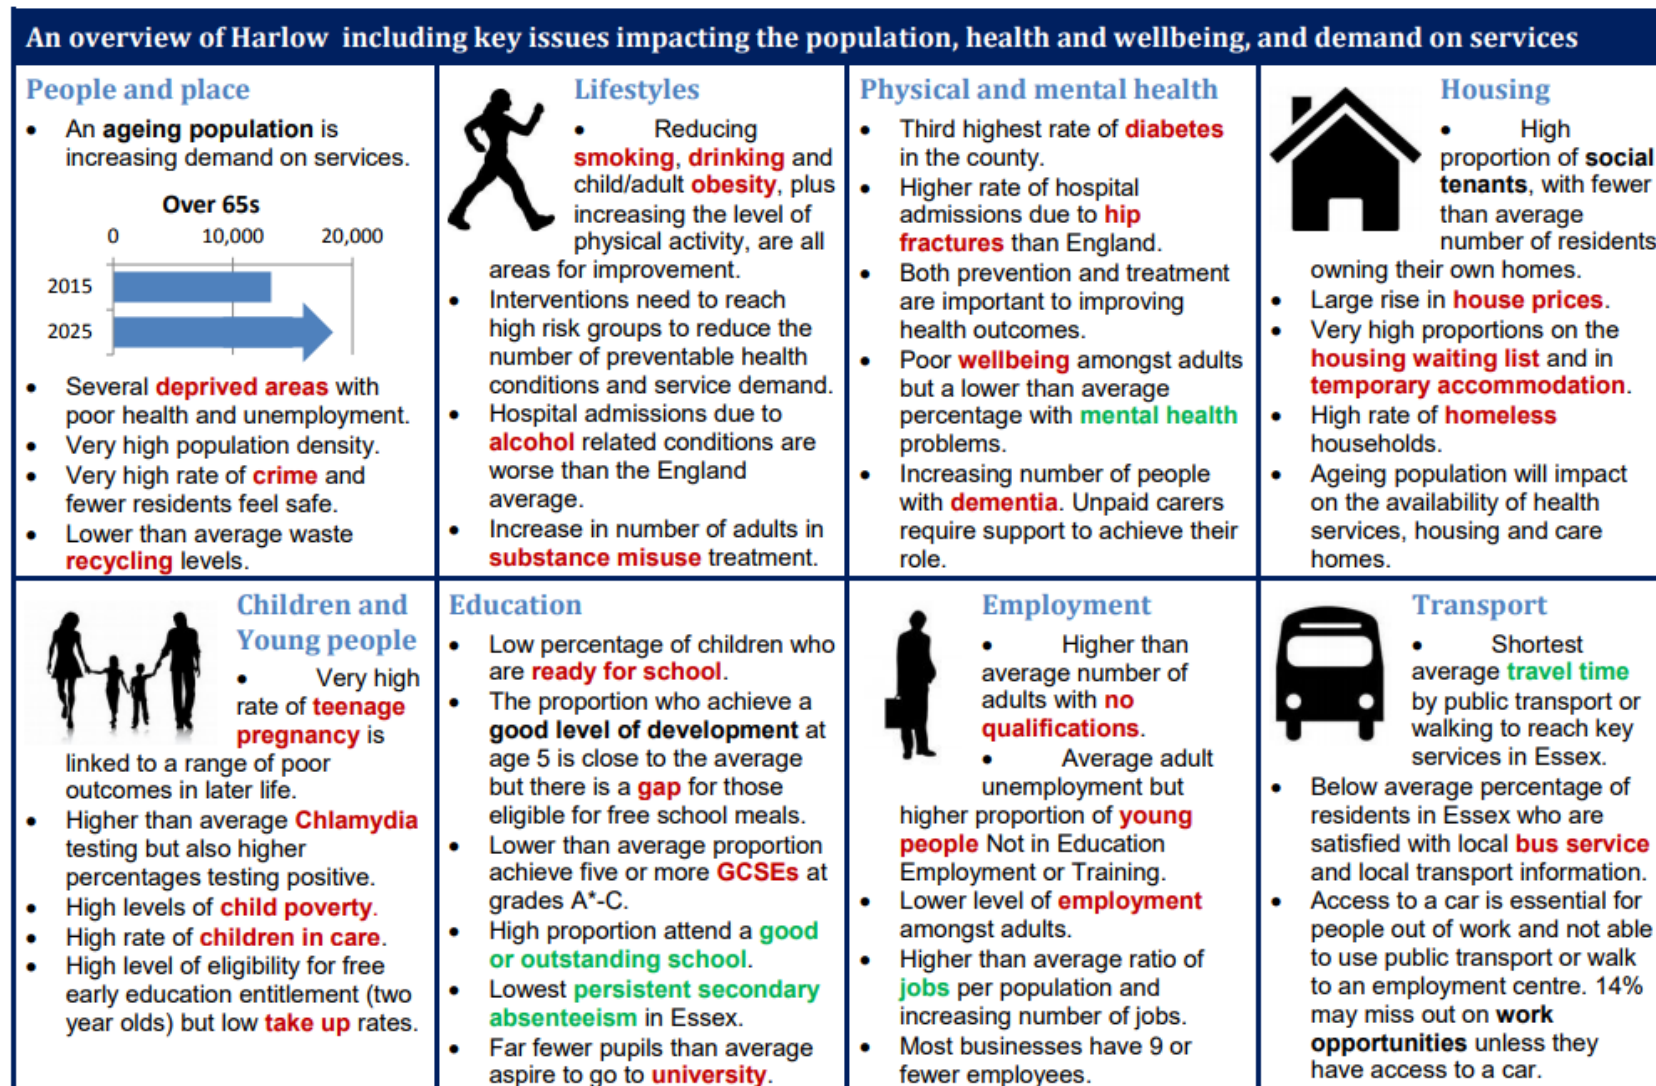 An overview of Harlow including key issues impacting the population, health and wellbeing, and demand on services
People and place
• An ageing population is
increasing demand on services.
Over 65s
0 10,000 20,000
2015
2025
• Several deprived areas with
poor health and unemployment.
• Very high population density.
• Very high rate of crime and
fewer residents feel safe.
• Lower than average waste
recycling levels.
Lifestyles
• Reducing
smoking, drinking and
child/adult obesity, plus
increasing the level of
physical activity, are all
areas for improvement.
• Interventions need to reach
high risk groups to reduce the
number of preventable health
conditions and service demand.
• Hospital admissions due to
alcohol related conditions are
worse than the England
average.
• Increase in number of adults in
substance misuse treatment.
Physical and mental health
• Third highest rate of diabetes
in the county.
• Higher rate of hospital
admissions due to hip
fractures than England.
• Both prevention and treatment
are important to improving
health outcomes.
• Poor wellbeing amongst adults
but a lower than average
percentage with mental health
problems.
• Increasing number of people
with dementia. Unpaid carers
require support to achieve their
role.
Housing
• High
proportion of social
tenants, with fewer
than average
number of residents
owning their own homes.
• Large rise in house prices.
• Very high proportions on the
housing waiting list and in
temporary accommodation.
• High rate of homeless
households.
• Ageing population will impact
on the availability of health
services, housing and care
homes.
Children and
Young people
• Very high
rate of teenage
pregnancy is
linked to a range of poor
outcomes in later life.
• Higher than average Chlamydia
testing but also higher
percentages testing positive.
• High levels of child poverty.
• High rate of children in care.
• High level of eligibility for free
early education entitlement (two
year olds) but low take up rates.
Education
• Low percentage of children who
are ready for school.
• The proportion who achieve a
good level of development at
age 5 is close to the average
but there is a gap for those
eligible for free school meals.
• Lower than average proportion
achieve five or more GCSEs at
grades A*-C.
• High proportion attend a good
or outstanding school.
• Lowest persistent secondary
absenteeism in Essex.
• Far fewer pupils than average
aspire to go to university.
Employment
• Higher than
average number of
adults with no
qualifications.
• Average adult
unemployment but
higher proportion of young
people Not in Education
Employment or Training.
• Lower level of employment
amongst adults.
• Higher than average ratio of
jobs per population and
increasing number of jobs.
• Most businesses have 9 or
fewer employees.
Transport
• Shortest
average travel time
by public transport or
walking to reach key
services in Essex.
• Below average percentage of
residents in Essex who are
satisfied with local bus service
and local transport information.
• Access to a car is essential for
people out of work and not able
to use public transport or walk
to an employment centre. 14%
may miss out on work
opportunities unless they
have access to a car.